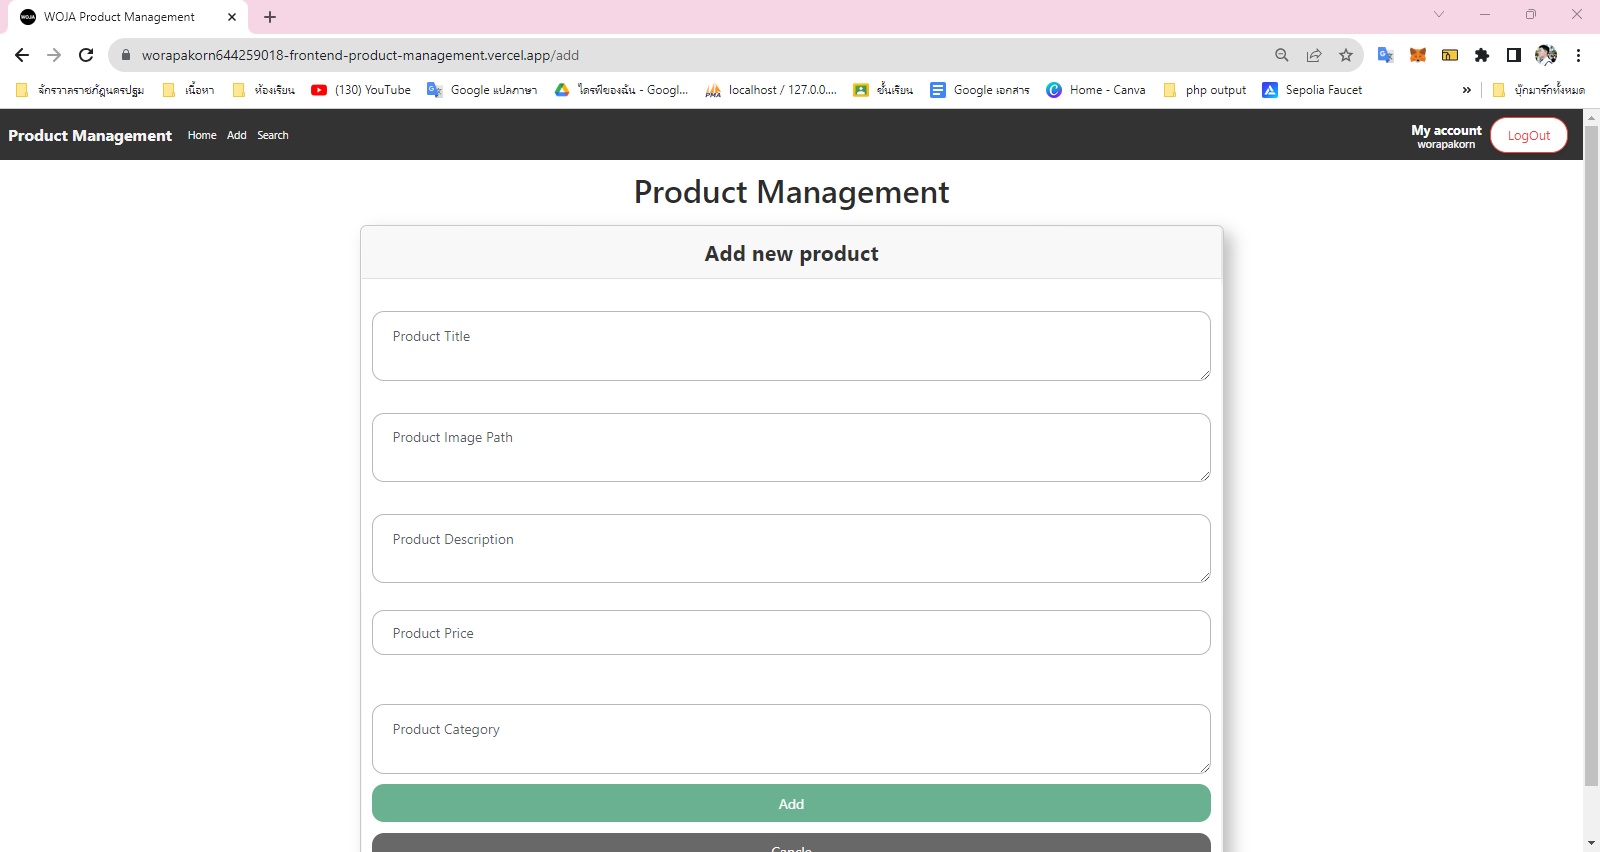 WOJA WOJA Product Management
worapakorn644259018-frontend-product-management.vercel.app/add
จักรวาลราชภัฏนครปฐม เนื้อหา ห้องเรียน (130) YouTube Google แปลภาษา ไดรฟ์ของฉัน - Googl... localhost / 127.0.0.... ชั้นเรียน Google เอกสาร Home - Canva php output Sepolia Faucet » บุ๊กมาร์กทั้งหมด
Product Management Home Add Search My account LogOut
worapakorn
Product Management
Add new product
Product Title
Product Image Path
Product Description
Product Price
Product Category
Add
Cancle